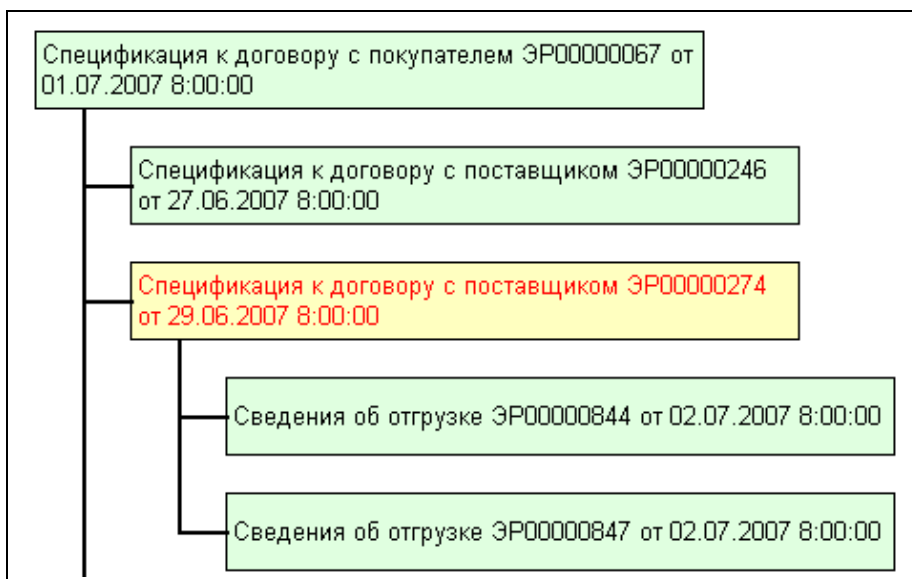 Спецификация к договору с покупателем ЭР00000067 от
01.07.2007 8:00:00
Спецификация к договору с поставщиком ЭР00000246
от 27.06.2007 8:00:00
Спецификация к договору с поставщиком ЭР00000274
от 29.06.2007 8:00:00
Сведения об отгрузке ЭР00000844 от 02.07.2007 8:00:00
Сведения об отгрузке ЭР00000847 от 02.07.2007 8:00:00